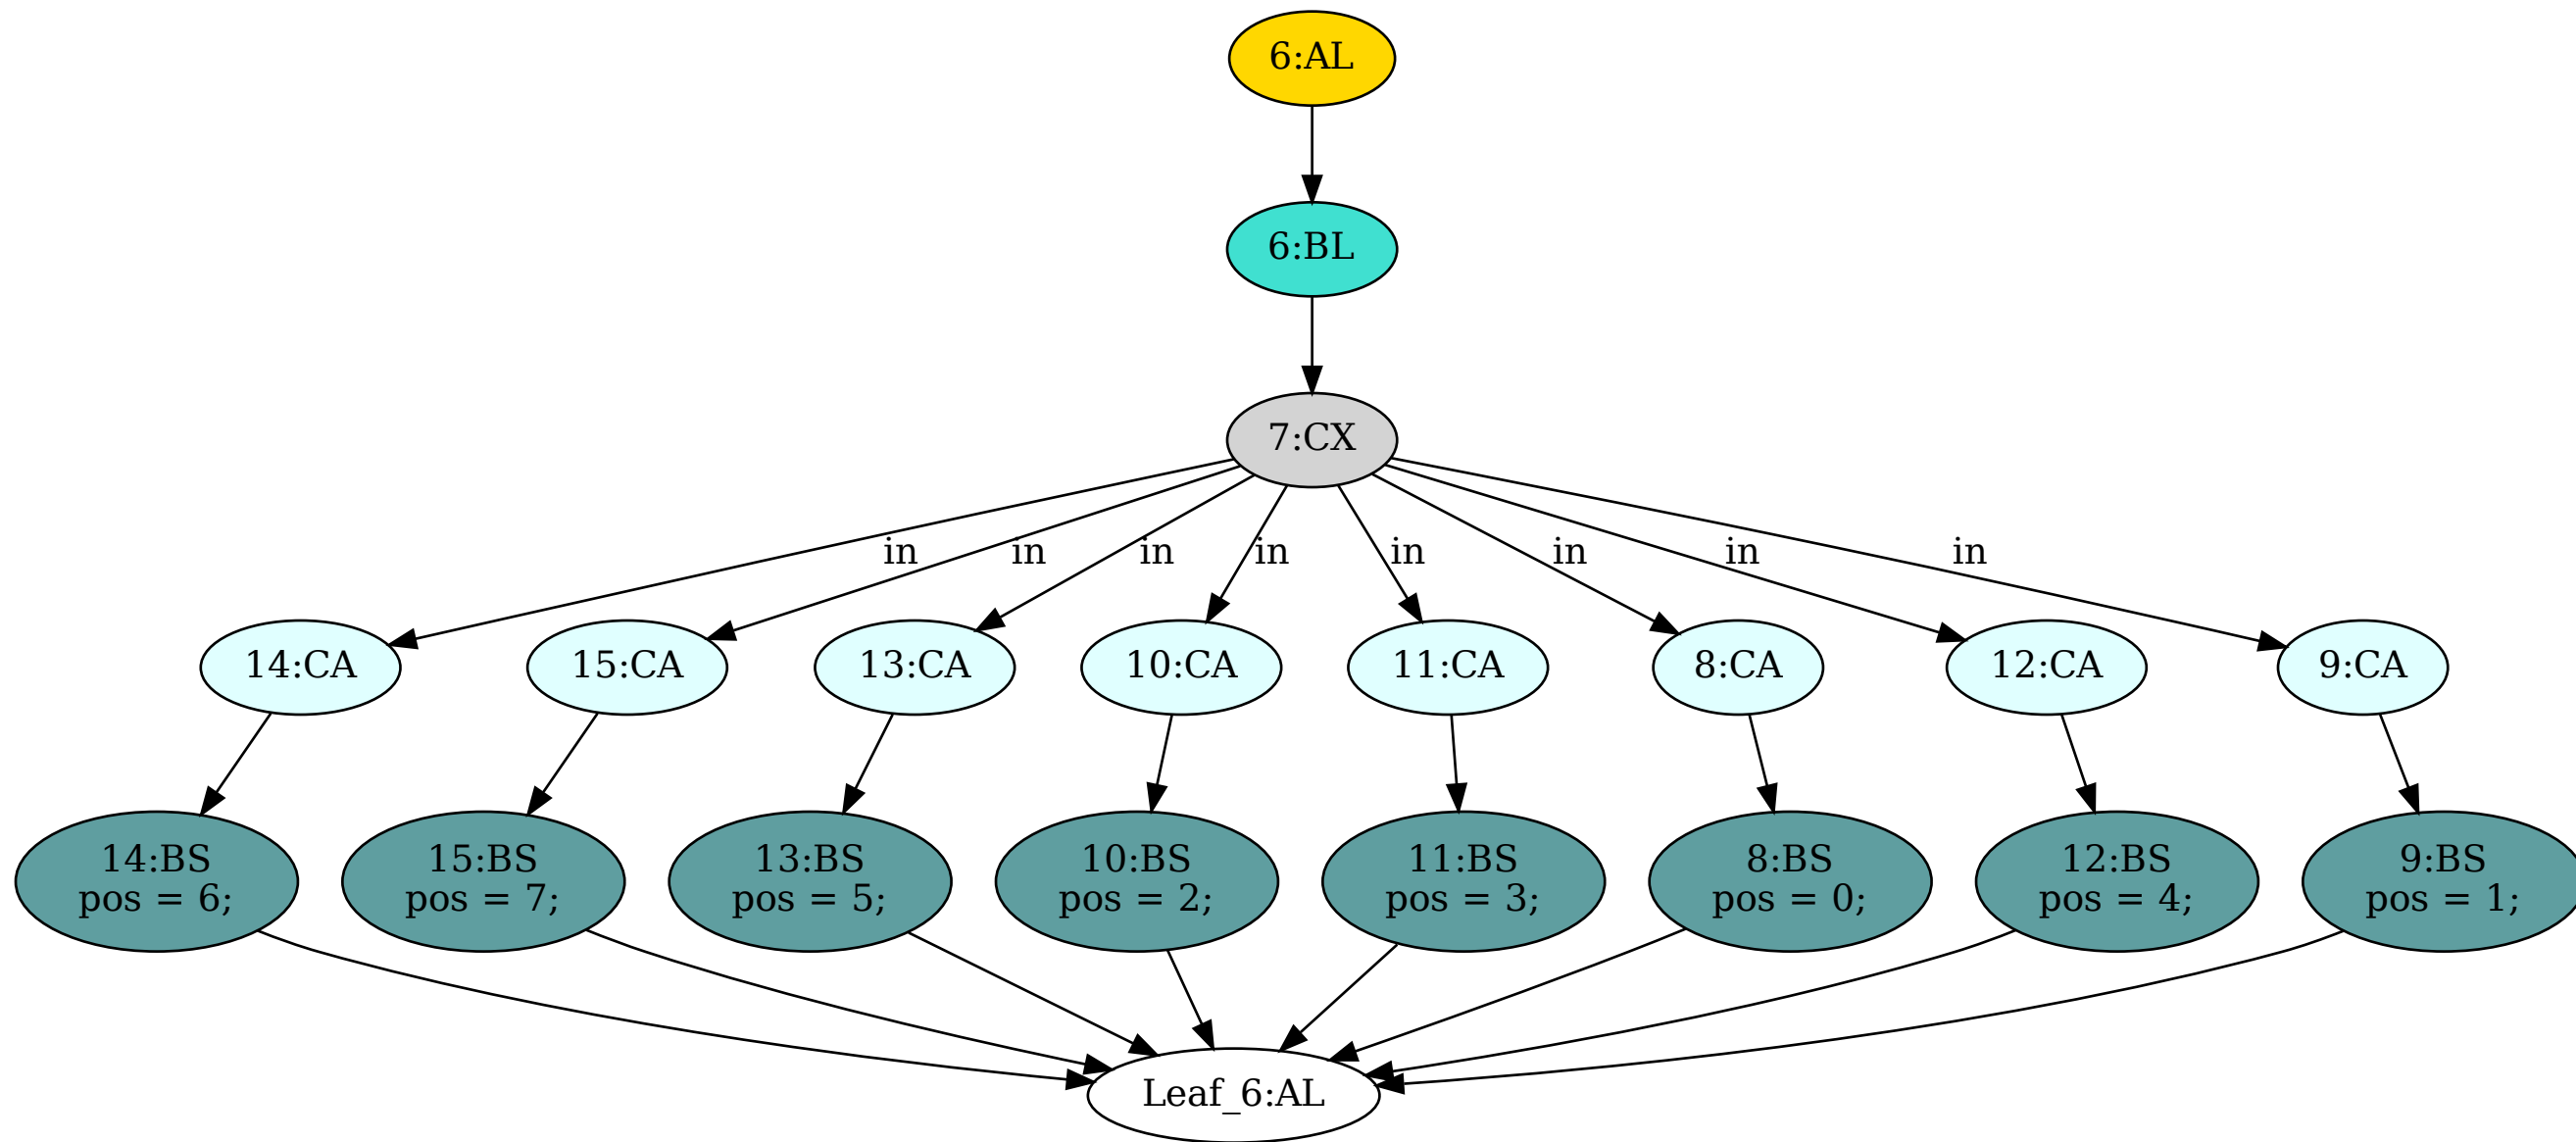 6:AL
6:BL
7:CX
in in in in in in in in
14:CA 15:CA 13:CA 10:CA 11:CA 8:CA 12:CA 9:CA
14:BS 15:BS 13:BS 10:BS 11:BS 8:BS 12:BS 9:BS
pos = 6; pos = 7; pos = 5; pos = 2; pos = 3; pos = 0; pos = 4; pos = 1;
Leaf_6:AL